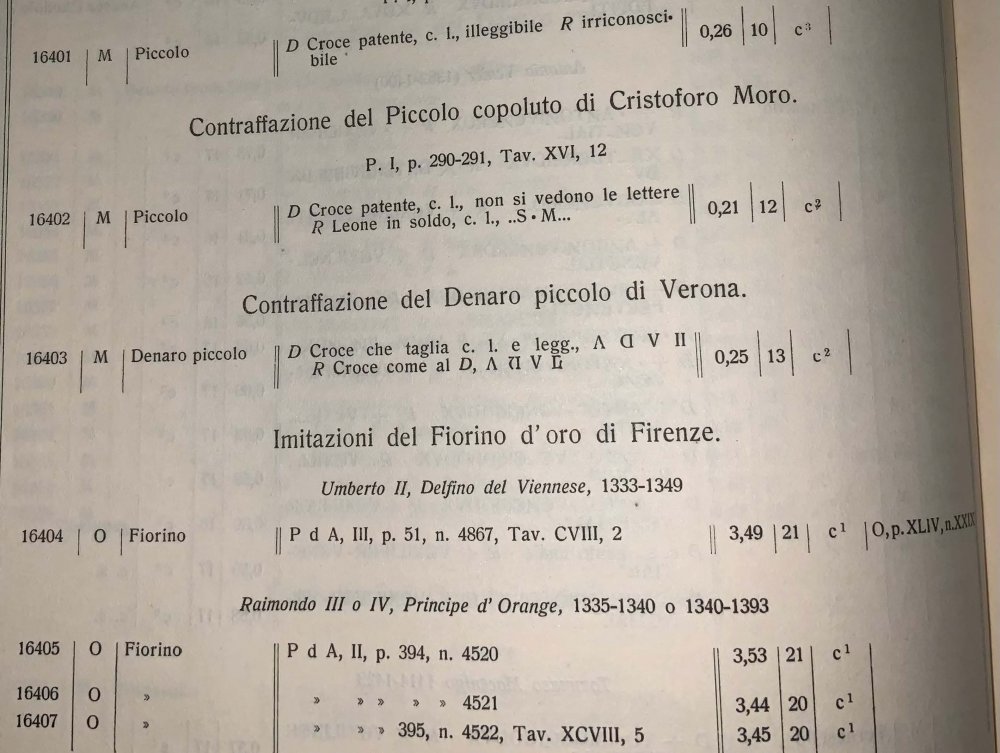 16401 M Piccolo D Croce patente, c. l., illeggibile R irriconosci- 0,26 10 c³
bile
Contraffazione del Piccolo copoluto di Cristoforo Moro.
P. I, p. 290-291, Tav. XVI, 12
16402 M Piccolo D Croce patente, c. l., non si vedono le lettere 0,21 12 c²
R Leone in soldo, c. l., ..S • M...
Contraffazione del Denaro piccolo di Verona.
16403 M Denaro piccolo D Croce che taglia c. l. e legg., Λ V II 0,25 13 c²
R Croce come al D, Λ V
Imitazioni del Fiorino d'oro di Firenze.
Umberto II, Delfino del Viennese, 1333-1349
16404 O Fiorino P d A, III, p. 51, n. 4867, Tav. CVIII, 2 3,49 21 c¹ O, p. XLIV, n. XXIX
Raimondo III o IV, Principe d'Orange, 1335-1340 o 1340-1393
16405 O Fiorino P d A, II, p. 394, n. 4520 3,53 21 c¹
16406 O » » » » » » 4521 3,44 20 c¹
16407 O » » » » 395, n. 4522, Tav. XCVIII, 5 3,45 20 c¹